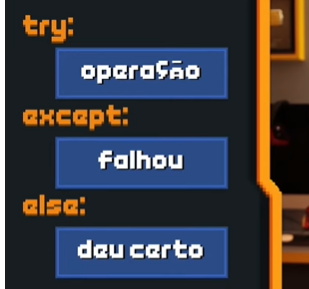 try:
operação
except:
falhou
else:
deu certo